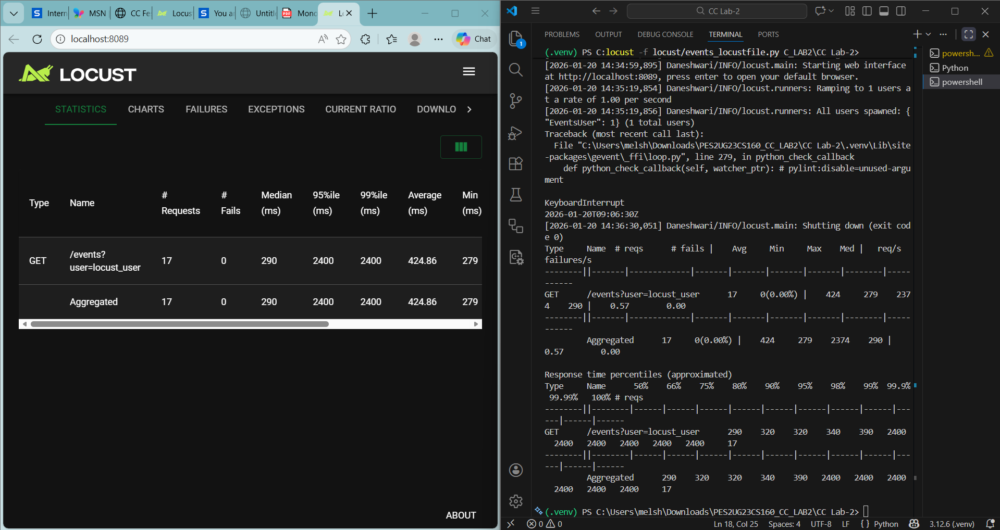 Intern
MSN
CC Fe
Locus
You a
Untitl
Mond
L
localhost:8089
Chat
LOCUST
STATISTICS
CHARTS
FAILURES
EXCEPTIONS
CURRENT RATIO
DOWNLO
Type
Name
# Requests
# Fails
Median (ms)
95%ile (ms)
99%ile (ms)
Average (ms)
Min (ms)
GET /events?user=locust_user 17 0 290 2400 2400 424.86 279
Aggregated 17 0 290 2400 2400 424.86 279
ABOUT
CC Lab-2
PROBLEMS
OUTPUT
DEBUG CONSOLE
TERMINAL
PORTS
1
(.venv) PS C:locust -f locust/events_locustfile.py C_LAB2\CC Lab-2>
[2026-01-20 14:34:59,895] Daneshwari/INFO/locust.main: Starting web interface
at http://localhost:8089, press enter to open your default browser.
[2026-01-20 14:35:19,854] Daneshwari/INFO/locust.runners: Ramping to 1 users a
t a rate of 1.00 per second
[2026-01-20 14:35:19,856] Daneshwari/INFO/locust.runners: All users spawned: {
"EventsUser": 1} (1 total users)
Traceback (most recent call last):
File "C:\Users\melsh\Downloads\PES2UG23CS160_CC_LAB2\CC Lab-2\.venv\Lib\site
-packages\gevent\_ffi\loop.py", line 279, in python_check_callback
def python_check_callback(self, watcher_ptr): # pylint:disable=unused-argu
ment
KeyboardInterrupt
2026-01-20T09:06:30Z
[2026-01-20 14:36:30,051] Daneshwari/INFO/locust.main: Shutting down (exit cod
e 0)
Type Name # reqs # fails | Avg Min Max Med | req/s
failures/s
--------||-------|-------------|-------|-------|-------|-------|--------|-----
------
GET /events?user=locust_user 17 0(0.00%) | 424 279 237
4 290 | 0.57 0.00
--------||-------|-------------|-------|-------|-------|-------|--------|-----
------
Aggregated 17 0(0.00%) | 424 279 2374 290 |
0.57 0.00
Response time percentiles (approximated)
Type Name 50% 66% 75% 80% 90% 95% 98% 99% 99.9%
99.99% 100% # reqs
--------||--------|------|------|------|------|------|------|------|------|---
---|------|------
GET /events?user=locust_user 290 320 320 340 390 2400
2400 2400 2400 2400 2400 17
--------||--------|------|------|------|------|------|------|------|------|---
---|------|------
Aggregated 290 320 320 340 390 2400 2400 2400
2400 2400 2400 17
(.venv) PS C:\Users\melsh\Downloads\PES2UG23CS160_CC_LAB2\CC Lab-2>
powersh...
Python
powershell
0 0
Ln 18, Col 25
Spaces: 4
UTF-8
LF
{ } Python
3.12.6 (.venv)